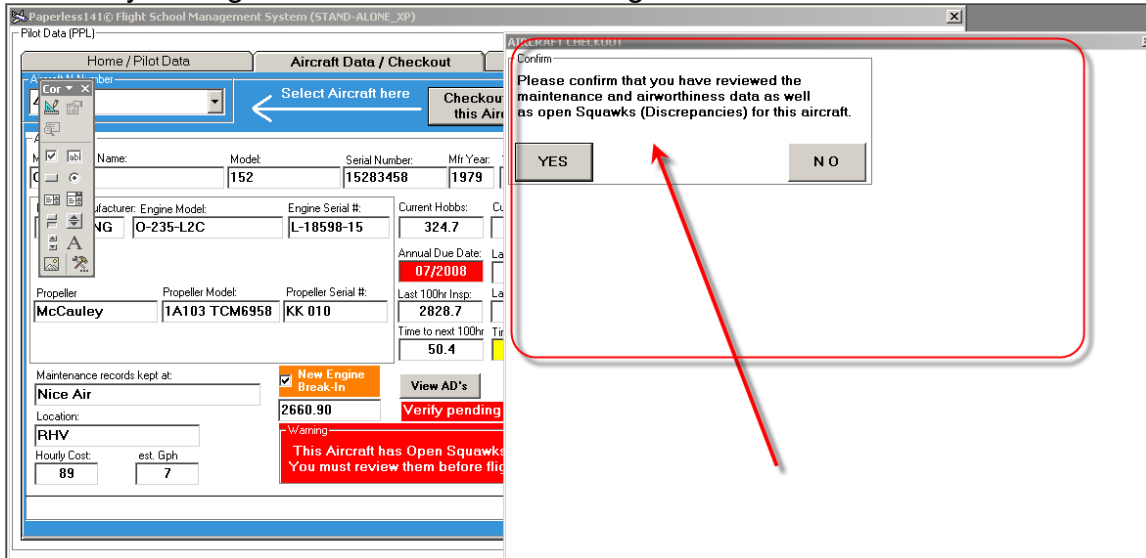 Paperless141© Flight School Management System (STAND-ALONE_XP)
Pilot Data (PPL)
AIRCRAFT CHECKOUT
Home / Pilot Data
Aircraft Data / Checkout
Confirm
Please confirm that you have reviewed the
maintenance and airworthiness data as well
as open Squawks (Discrepancies) for this aircraft.
YES
N O
Cor
Select Aircraft here
Checkout
this
Name:
Model:
Serial Number:
Mfr Year:
152
15283458
1979
Engine Model:
Engine Serial #:
Current Hobbs:
NG
O-235-L2C
L-18598-15
324.7
Annual Due Date:
07/2008
Propeller
Propeller Model:
Propeller Serial #:
Last 100hr Insp:
McCauley
1A103 TCM6958
KK 010
2828.7
Time to next 100hr
50.4
Maintenance records kept at:
New Engine
Break-In
View AD's
Nice Air
2660.90
Verify pending
Location:
RHV
Warning
This Aircraft has Open Squawks
You must review them before
Hourly Cost:
est. Gph
89
7